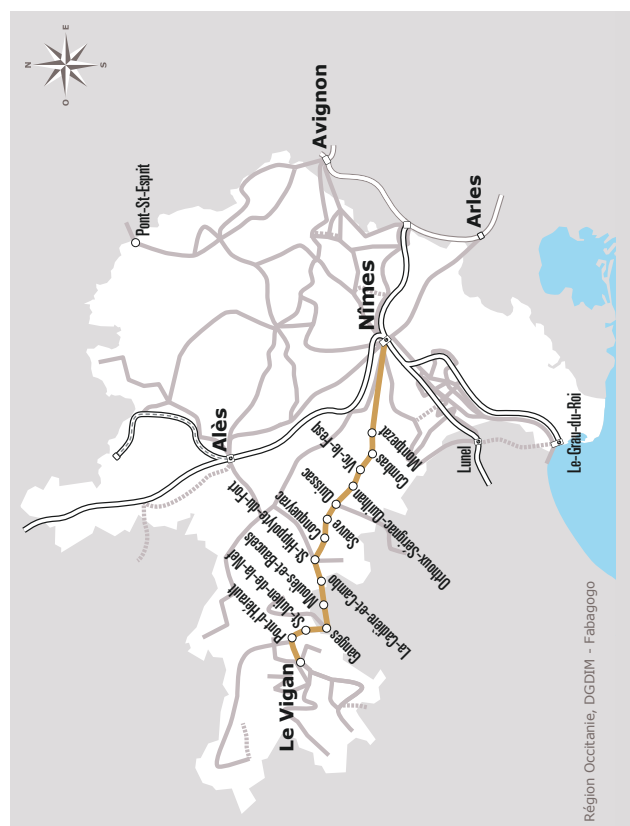 N
O
E
S
Pont-St-Esprit
Alès
Le Vigan
Pont-d'Hérault
St-Julien-de-la-Nef
Ganges
Moulès-et-Baucels
La-Cadière-et-Cambo
St-Hippolyte-du-Fort
Conqueyrac
Sauve
Quissac
Orthoux-Sérignac-Quilhan
Vic-le-Fesq
Combas
Montpezat
Avignon
Nîmes
Lunel
Arles
Le-Grau-du-Roi
Région Occitanie, DGDIM - Fabagogo